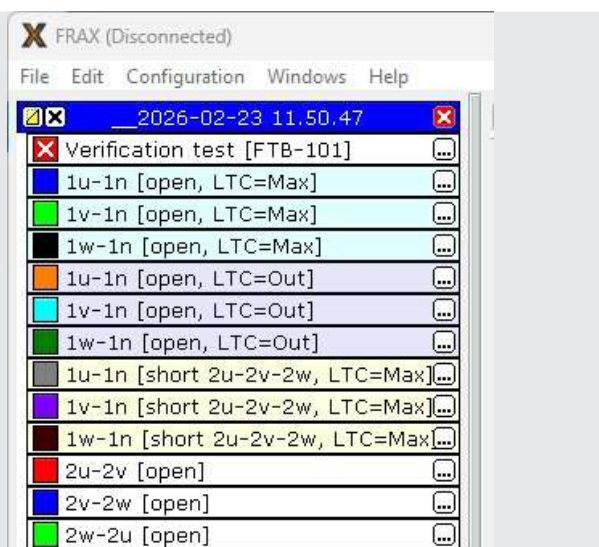 FRAX (Disconnected)
File Edit Configuration Windows Help
__2026-02-23 11.50.47
Verification test [FTB-101] ...
1u-1n [open, LTC=Max] ...
1v-1n [open, LTC=Max] ...
1w-1n [open, LTC=Max] ...
1u-1n [open, LTC=Out] ...
1v-1n [open, LTC=Out] ...
1w-1n [open, LTC=Out] ...
1u-1n [short 2u-2v-2w, LTC=Max] ...
1v-1n [short 2u-2v-2w, LTC=Max] ...
1w-1n [short 2u-2v-2w, LTC=Max] ...
2u-2v [open] ...
2v-2w [open] ...
2w-2u [open] ...